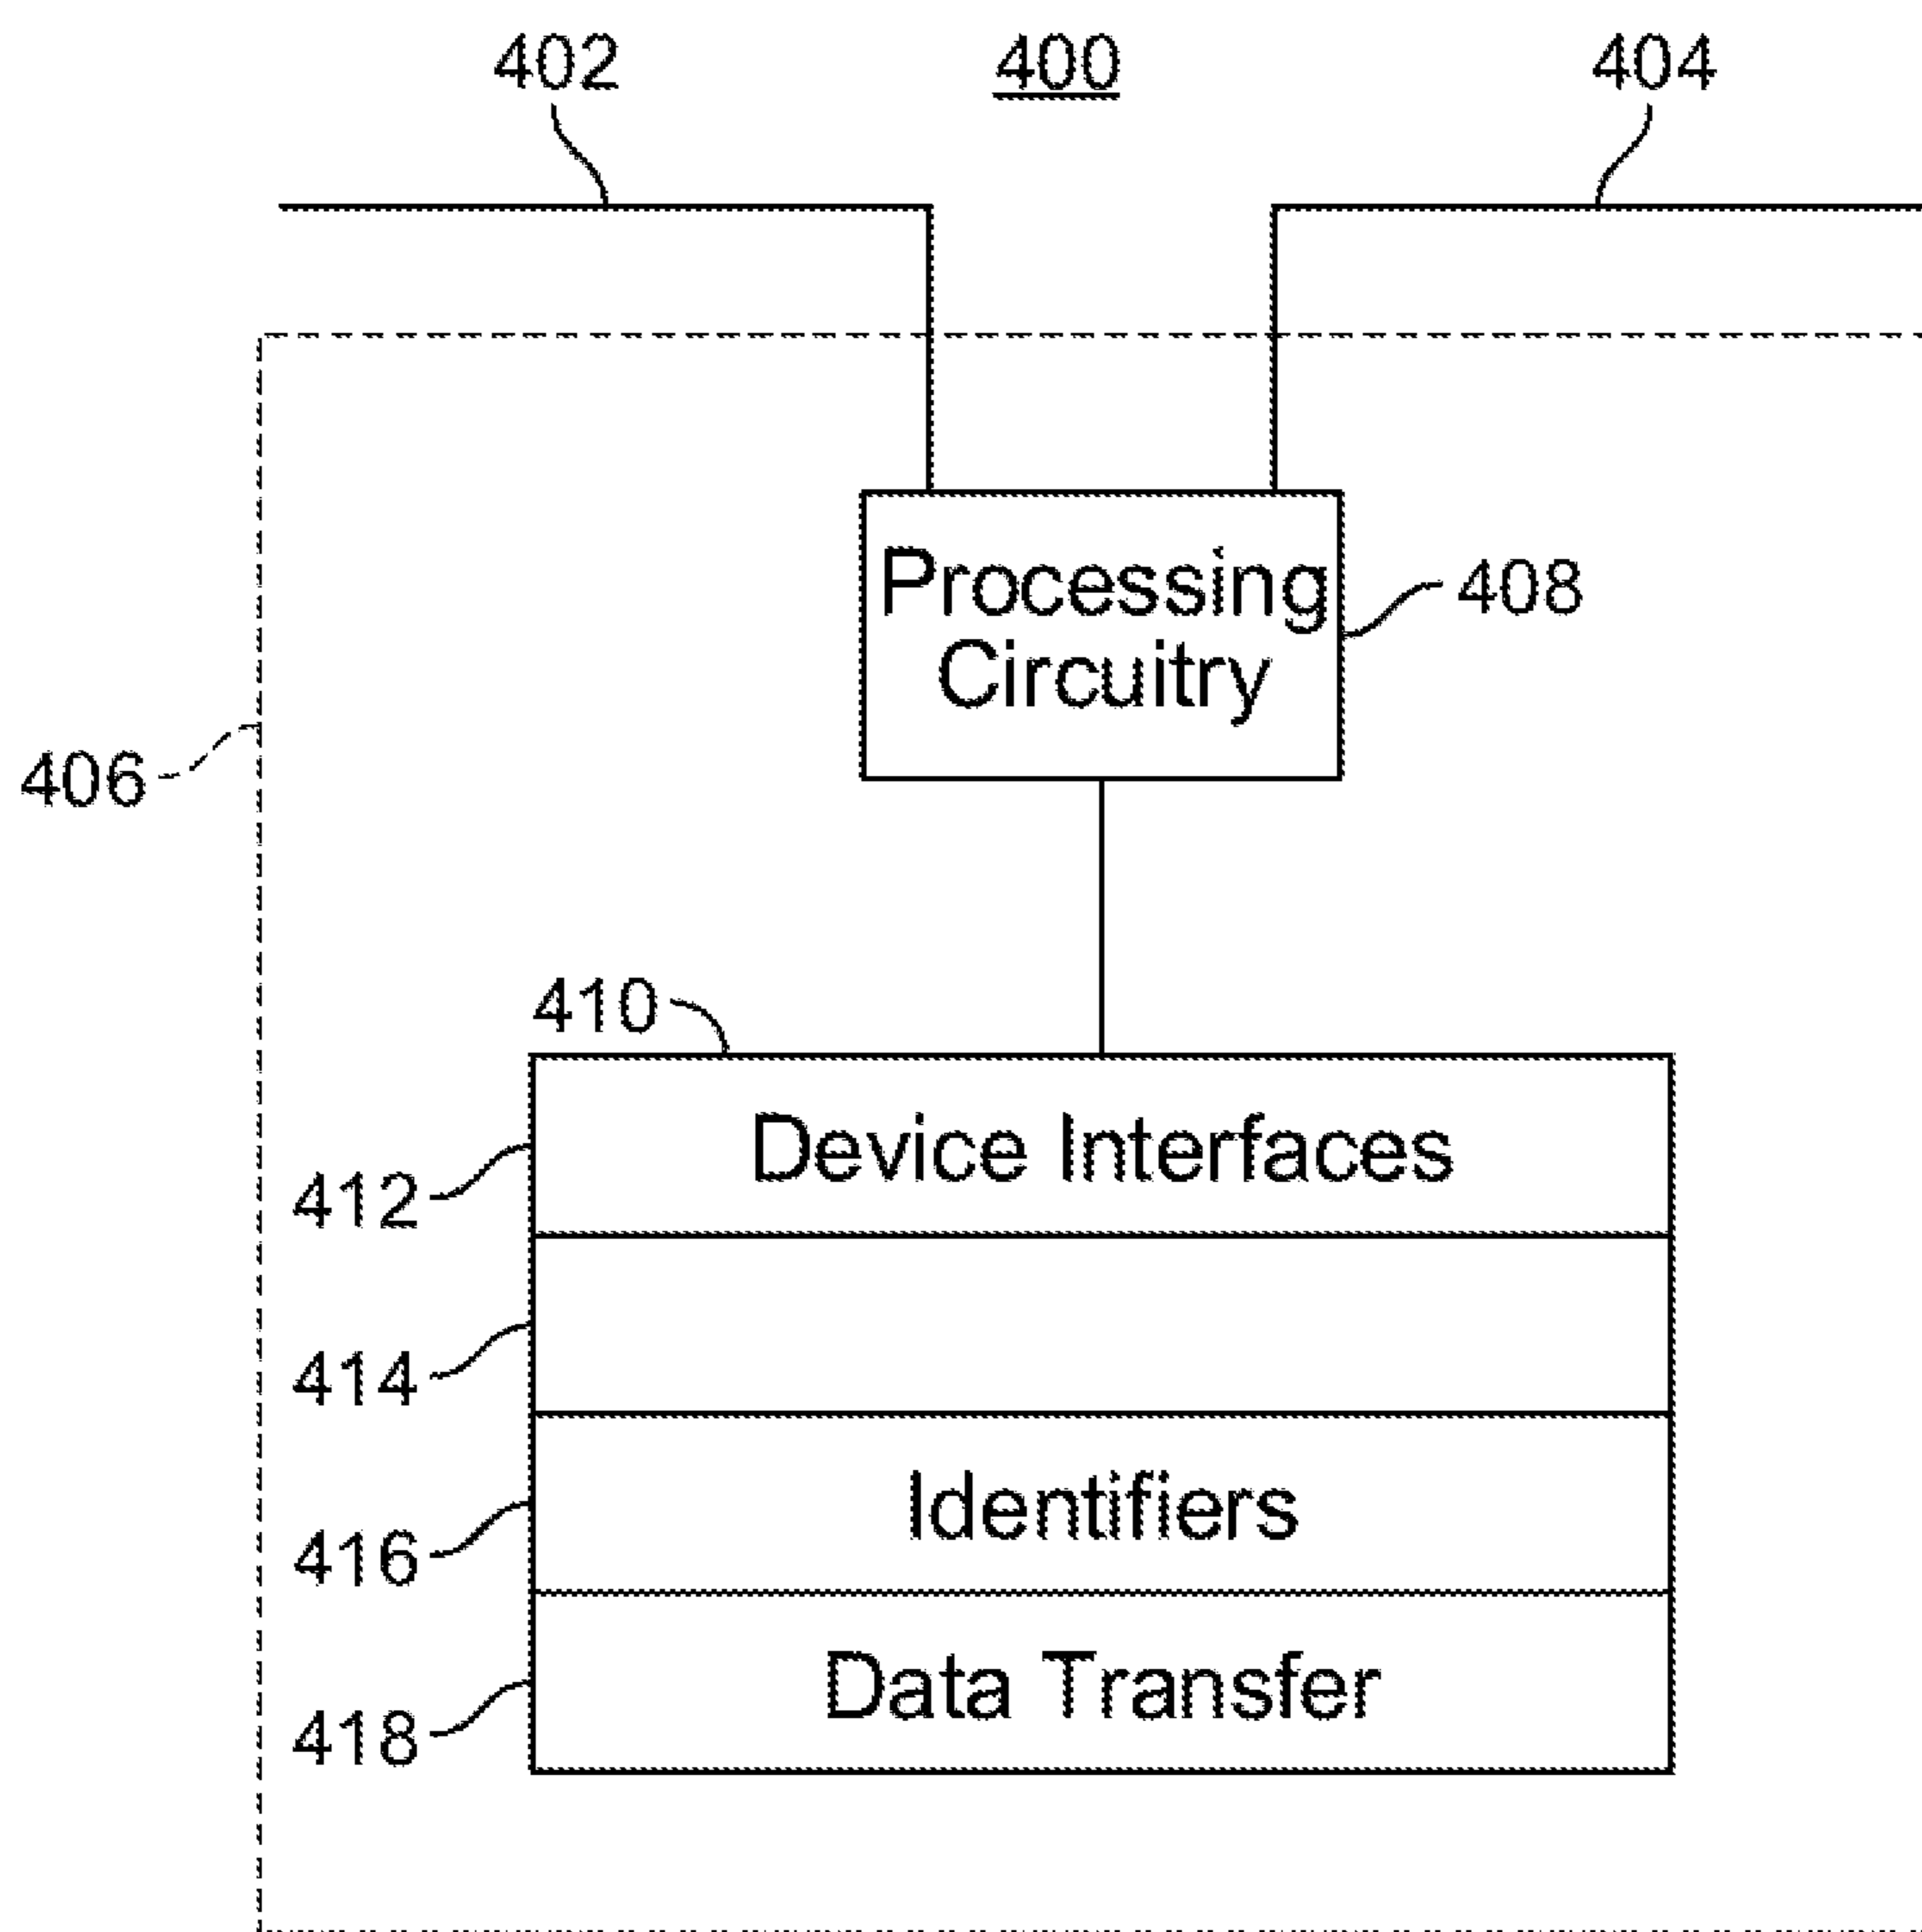 402
400
404
Processing
Circuitry
408
406
410
Device Interfaces
412
414
Identifiers
416
Data Transfer
418